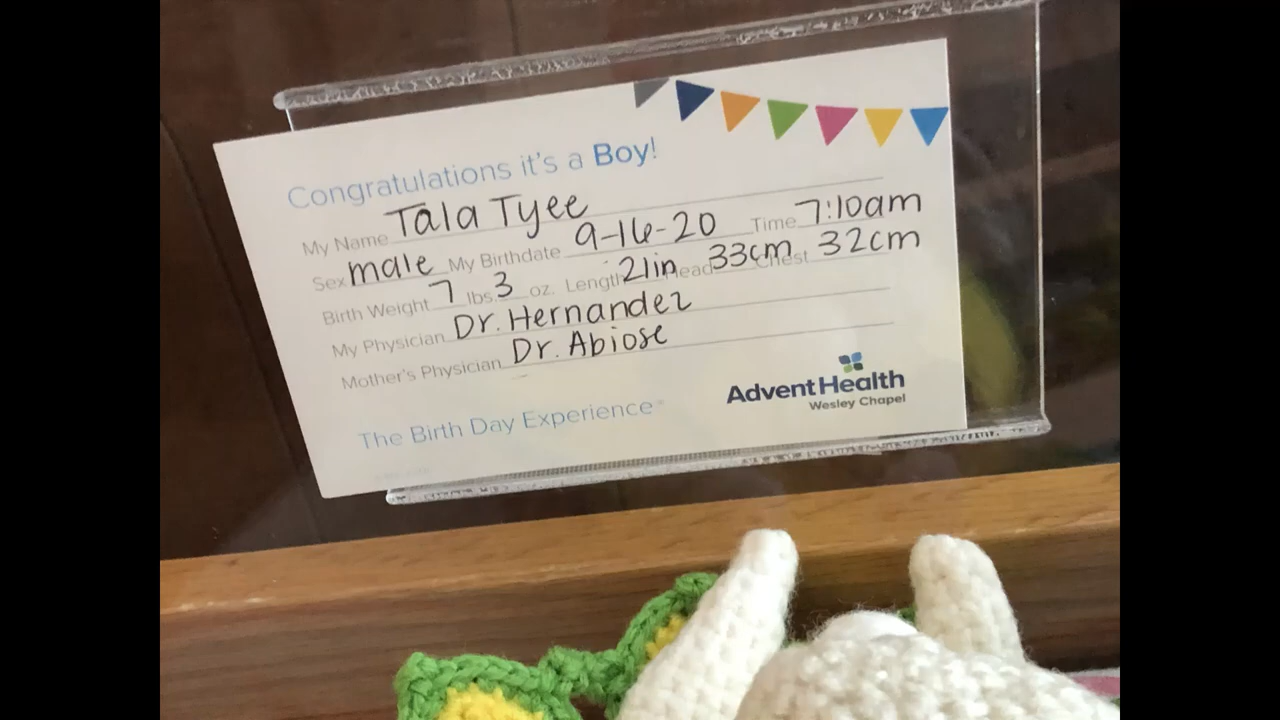 Congratulations it's a Boy!
My Name Tala Tyee
Sex male My Birthdate 9-16-20 Time 7:10am
Birth Weight 7 lbs. 3 oz. Length 21in Head 33cm Chest 32cm
My Physician Dr. Hernandez
Mother's Physician Dr. Abiose
The Birth Day Experience
AdventHealth
Wesley Chapel